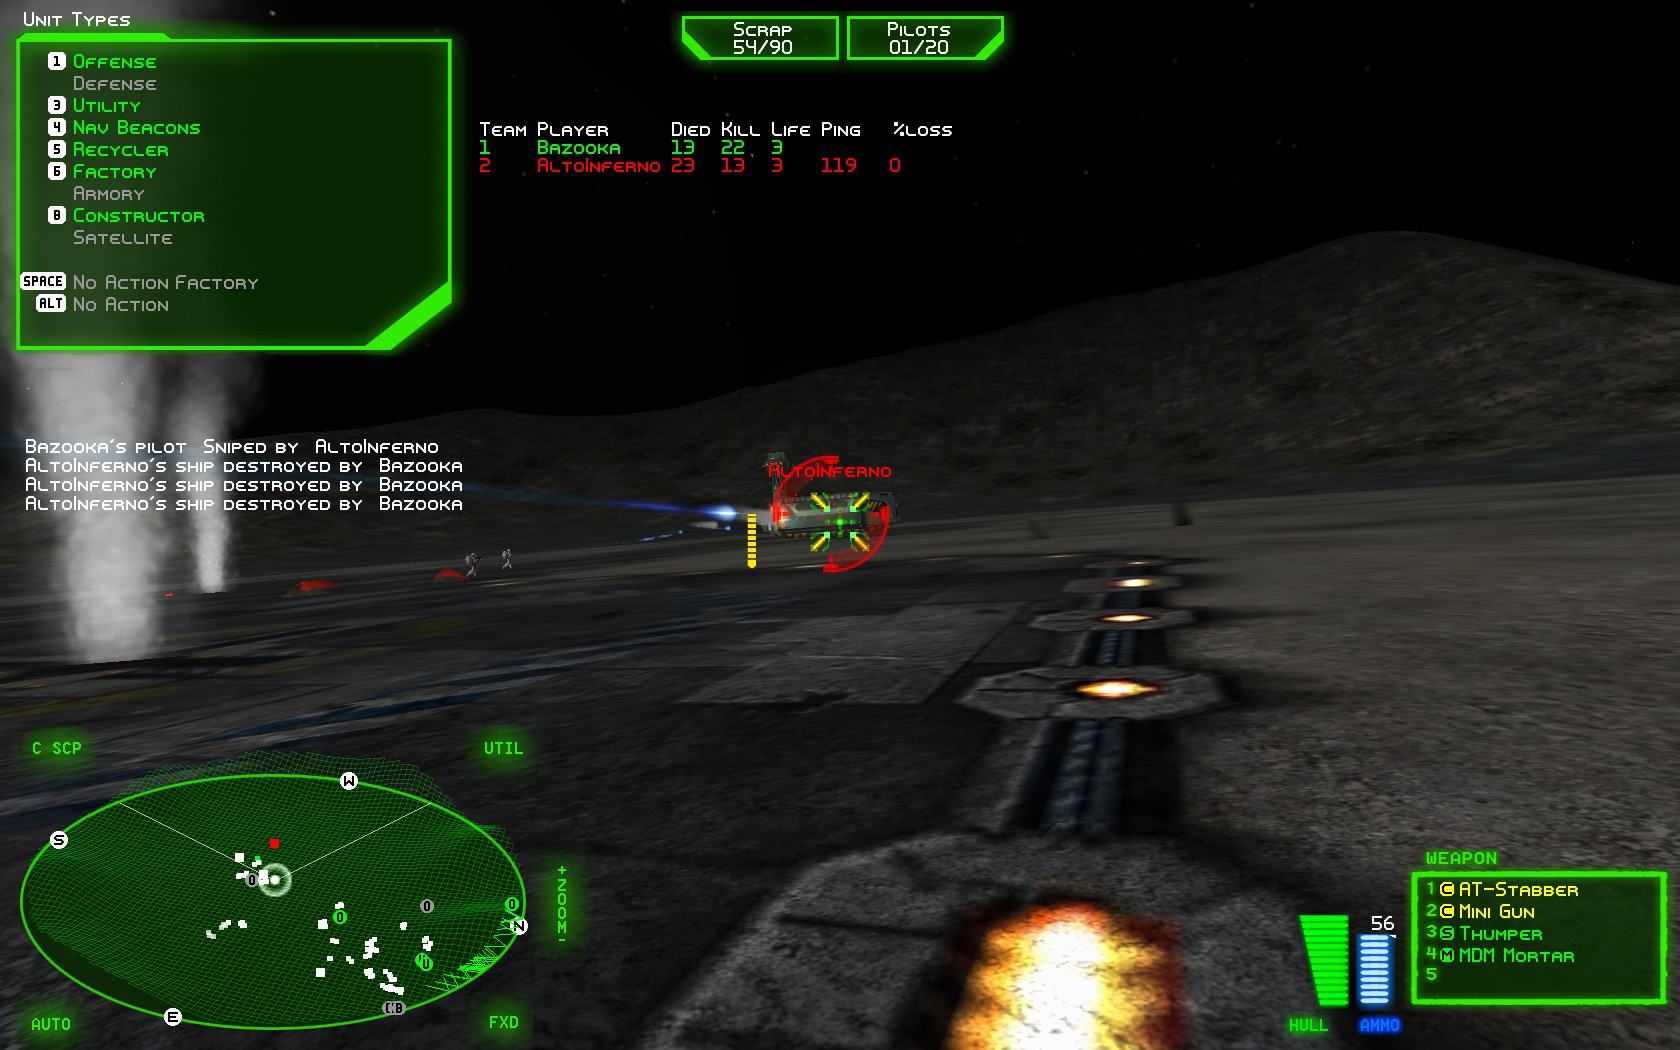 Unit Types
1 Offense
Defense
3 Utility
4 Nav Beacons
5 Recycler
6 Factory
Armory
8 Constructor
Satellite
SPACE No Action Factory
ALT No Action
Scrap
54/90
Pilots
01/20
Team Player Died Kill Life Ping %loss
1 Bazooka 13 22 3
2 AltoInferno 23 13 3 119 0
Bazooka's pilot Sniped by AltoInferno
AltoInferno's ship destroyed by Bazooka
AltoInferno's ship destroyed by Bazooka
AltoInferno's ship destroyed by Bazooka
AltoInferno
C SCP
UTIL
W
S
N
E
+ZOOM-
AUTO
FXD
56
HULL
AMMO
WEAPON
1 C AT-Stabber
2 C Mini Gun
3 S Thumper
4 M MDM Mortar
5